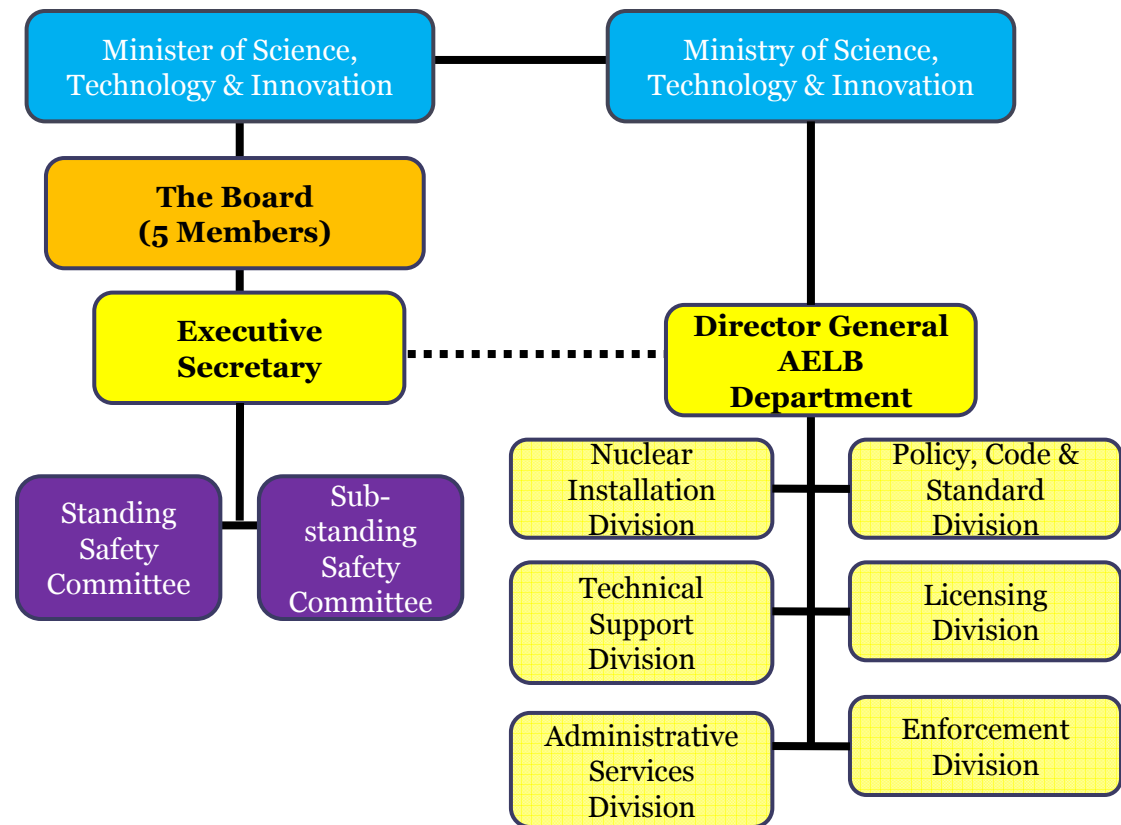 Minister of Science,
Technology & Innovation
Ministry of Science,
Technology & Innovation
The Board
(5 Members)
Executive
Secretary
Director General
AELB
Department
Standing
Safety
Committee
Sub-
standing
Safety
Committee
Nuclear
Installation
Division
Policy, Code &
Standard
Division
Technical
Support
Division
Licensing
Division
Administrative
Services
Division
Enforcement
Division